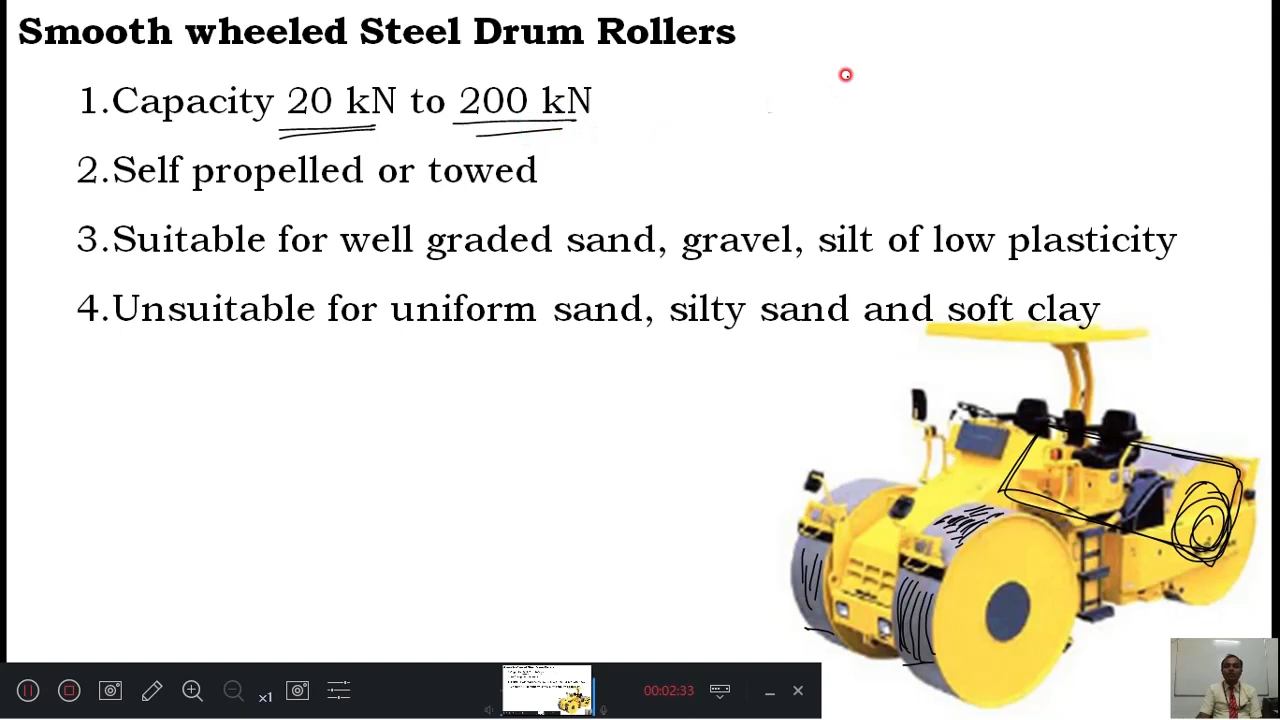 Smooth wheeled Steel Drum Rollers
1.Capacity 20 kN to 200 kN
2.Self propelled or towed
3.Suitable for well graded sand, gravel, silt of low plasticity
4.Unsuitable for uniform sand, silty sand and soft clay
x1
00:02:33